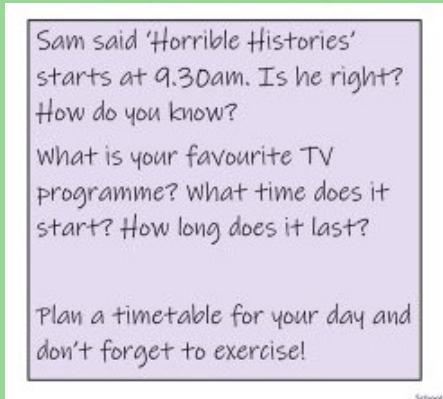 Sam said 'Horrible Histories'
starts at 9.30am. Is he right?
How do you know?
What is your favourite TV
programme? What time does it
start? How long does it last?
Plan a timetable for your day and
don't forget to exercise!
School